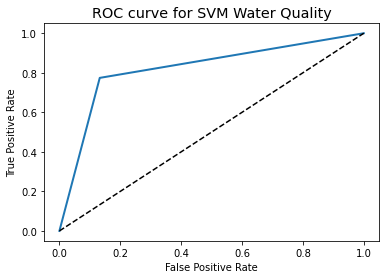 ROC curve for SVM Water Quality
True Positive Rate
1.0
0.8
0.6
0.4
0.2
0.0
0.0 0.2 0.4 0.6 0.8 1.0
False Positive Rate